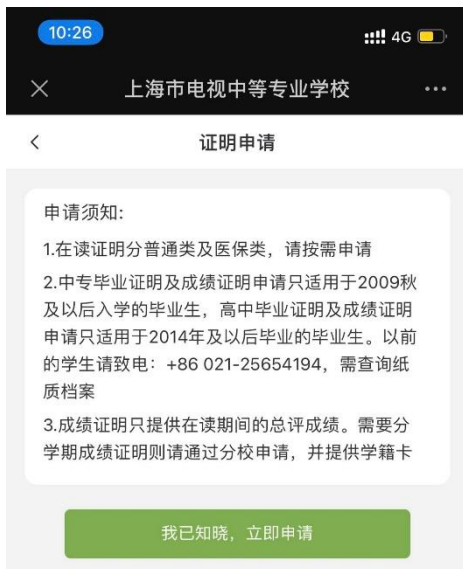 10:26
4G
上海市电视中等专业学校
证明申请
申请须知:
1.在读证明分普通类及医保类，请按需申请
2.中专毕业证明及成绩证明申请只适用于2009秋
及以后入学的毕业生，高中毕业证明及成绩证明
申请只适用于2014年及以后毕业的毕业生。以前
的学生请致电：+86 021-25654194，需查询纸
质档案
3.成绩证明只提供在读期间的总评成绩。需要分
学期成绩证明则请通过分校申请，并提供学籍卡
我已知晓，立即申请